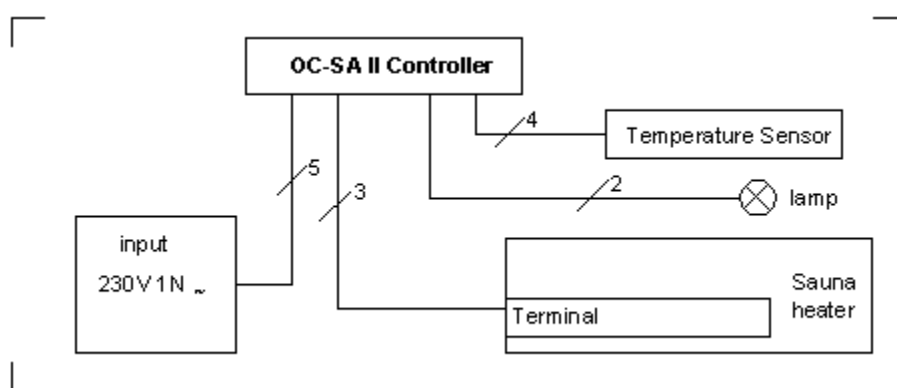 OC-SA II Controller
4
Temperature Sensor
5
3
2
lamp
input
230V 1N ~
Sauna
heater
Terminal